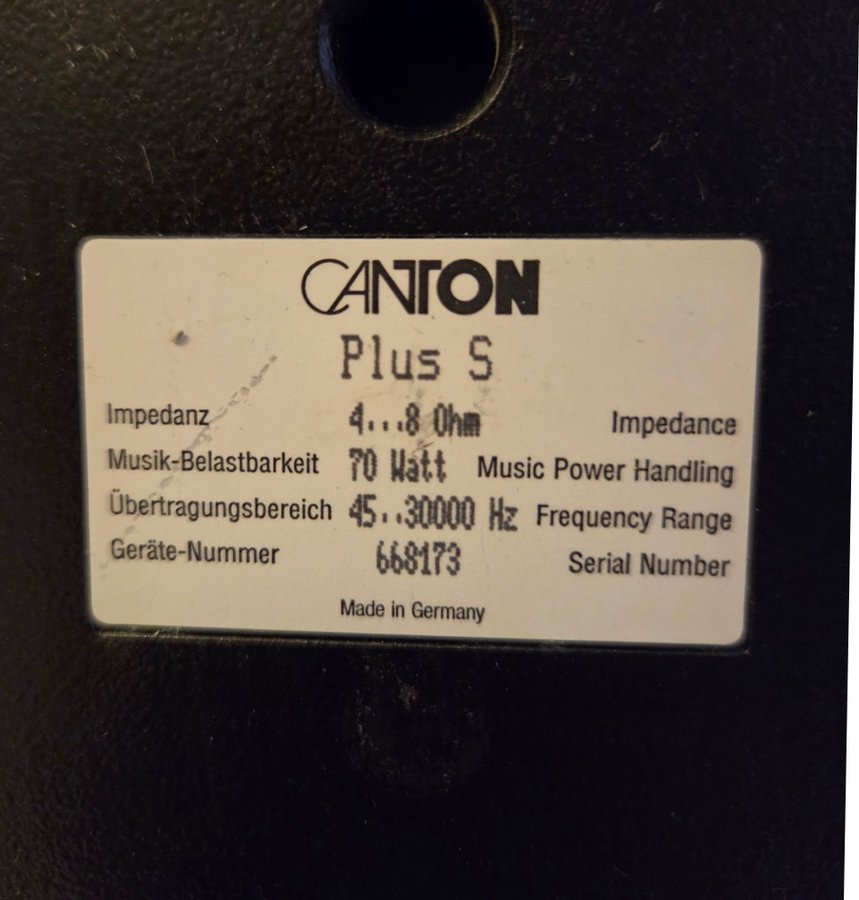 CANTON
Plus S
Impedanz 4...8 Ohm Impedance
Musik-Belastbarkeit 70 Watt Music Power Handling
Übertragungsbereich 45..30000 Hz Frequency Range
Geräte-Nummer 668173 Serial Number
Made in Germany